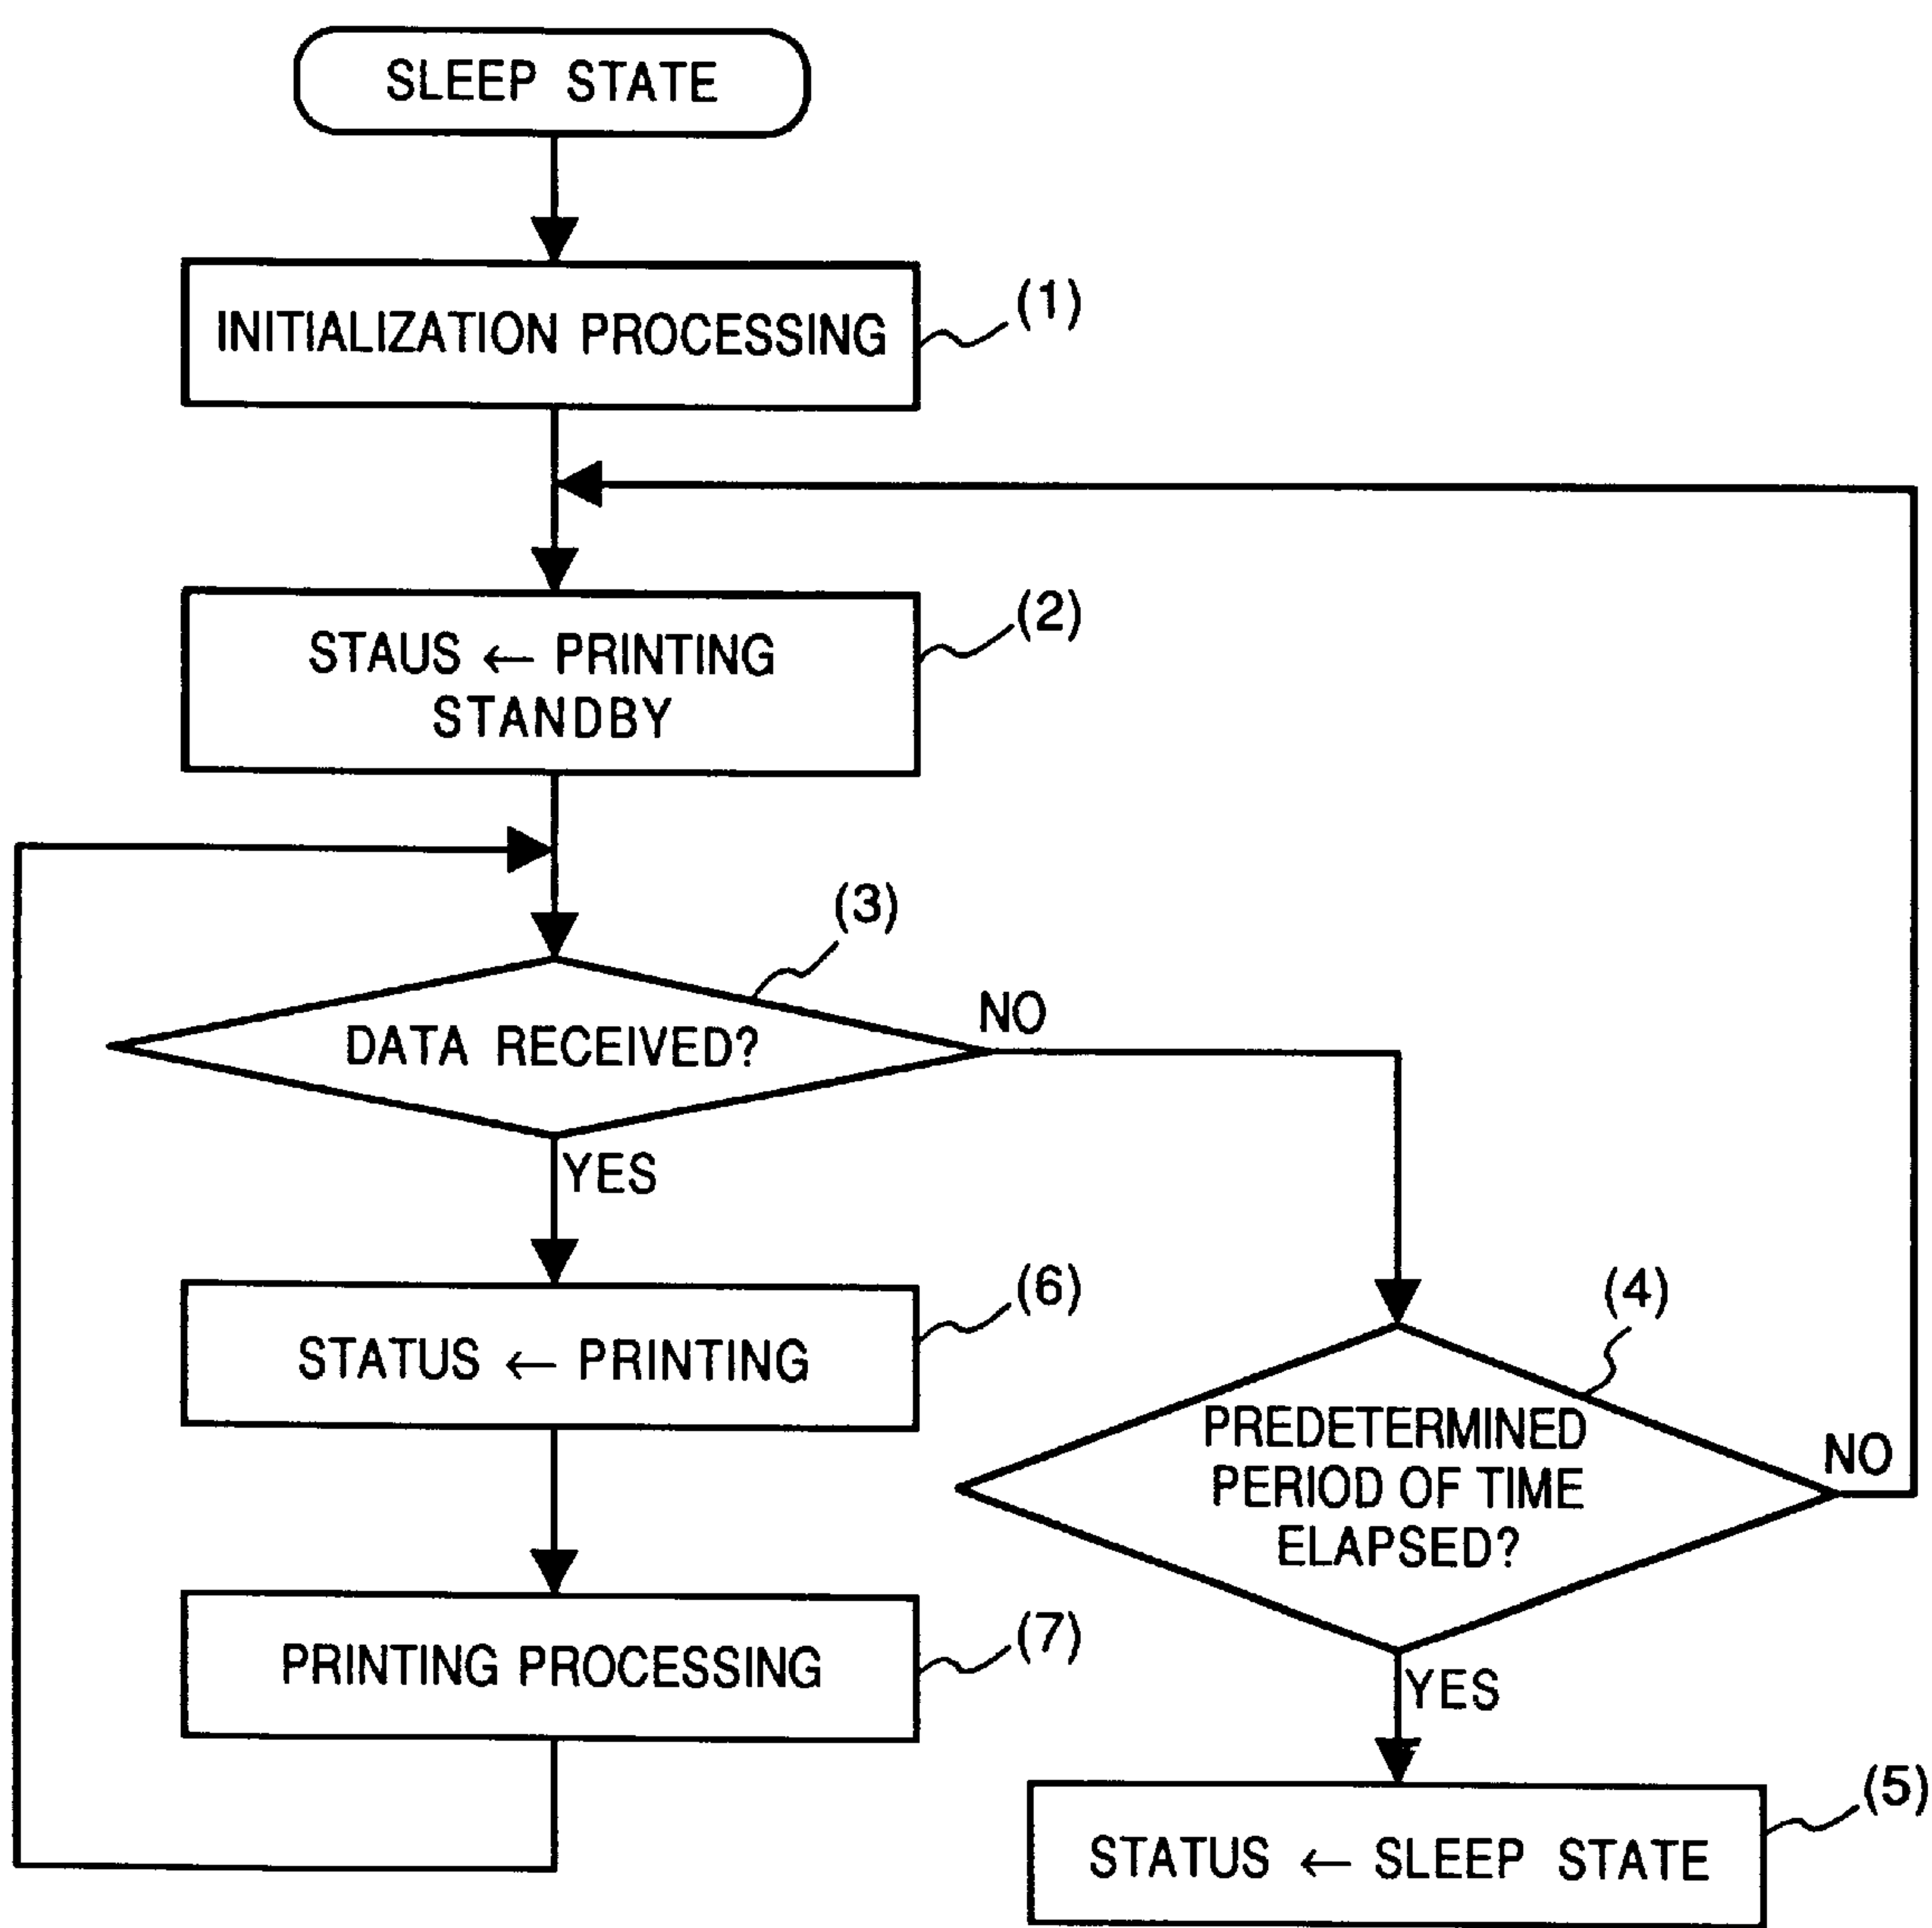 SLEEP STATE
INITIALIZATION PROCESSING
(1)
STAUS ← PRINTING
STANDBY
(2)
(3)
DATA RECEIVED?
NO
YES
STATUS ← PRINTING
(6)
(4)
PREDETERMINED
PERIOD OF TIME
ELAPSED?
NO
YES
PRINTING PROCESSING
(7)
STATUS ← SLEEP STATE
(5)